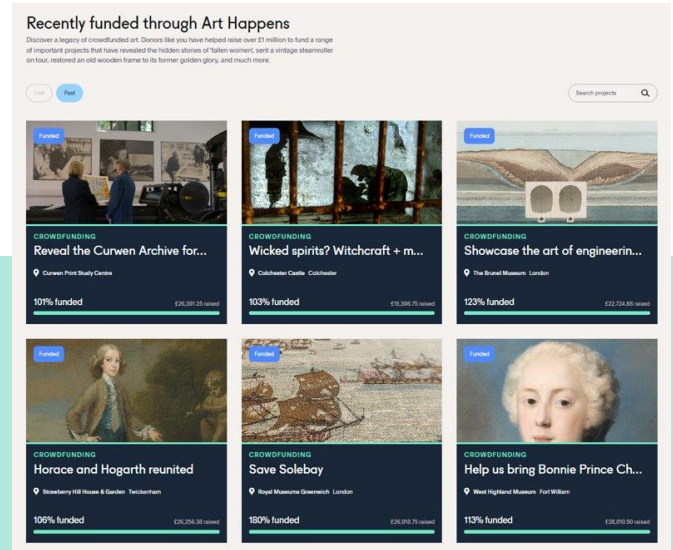 Recently funded through Art Happens
Discover a legacy of crowdfunded art. Donors like you have helped raise over £1 million to fund a range
of important projects that have revealed the hidden stories of 'fallen women', sent a vintage steamroller
on tour, restored an old wooden frame to its former golden glory, and much more.
Live Past Search projects
Funded Funded Funded
CROWDFUNDING CROWDFUNDING CROWDFUNDING
Reveal the Curwen Archive for... Wicked spirits? Witchcraft + m... Showcase the art of engineerin...
Curwen Print Study Centre Colchester Castle Colchester The Brunel Museum London
101% funded £26,391.25 raised 103% funded £15,396.75 raised 123% funded £22,724.88 raised
Funded Funded Funded
CROWDFUNDING CROWDFUNDING CROWDFUNDING
Horace and Hogarth reunited Save Solebay Help us bring Bonnie Prince Ch...
Strawberry Hill House & Garden Twickenham Royal Museums Greenwich London West Highland Museum Fort William
106% funded £26,256.38 raised 180% funded £26,918.75 raised 113% funded £28,010.50 raised